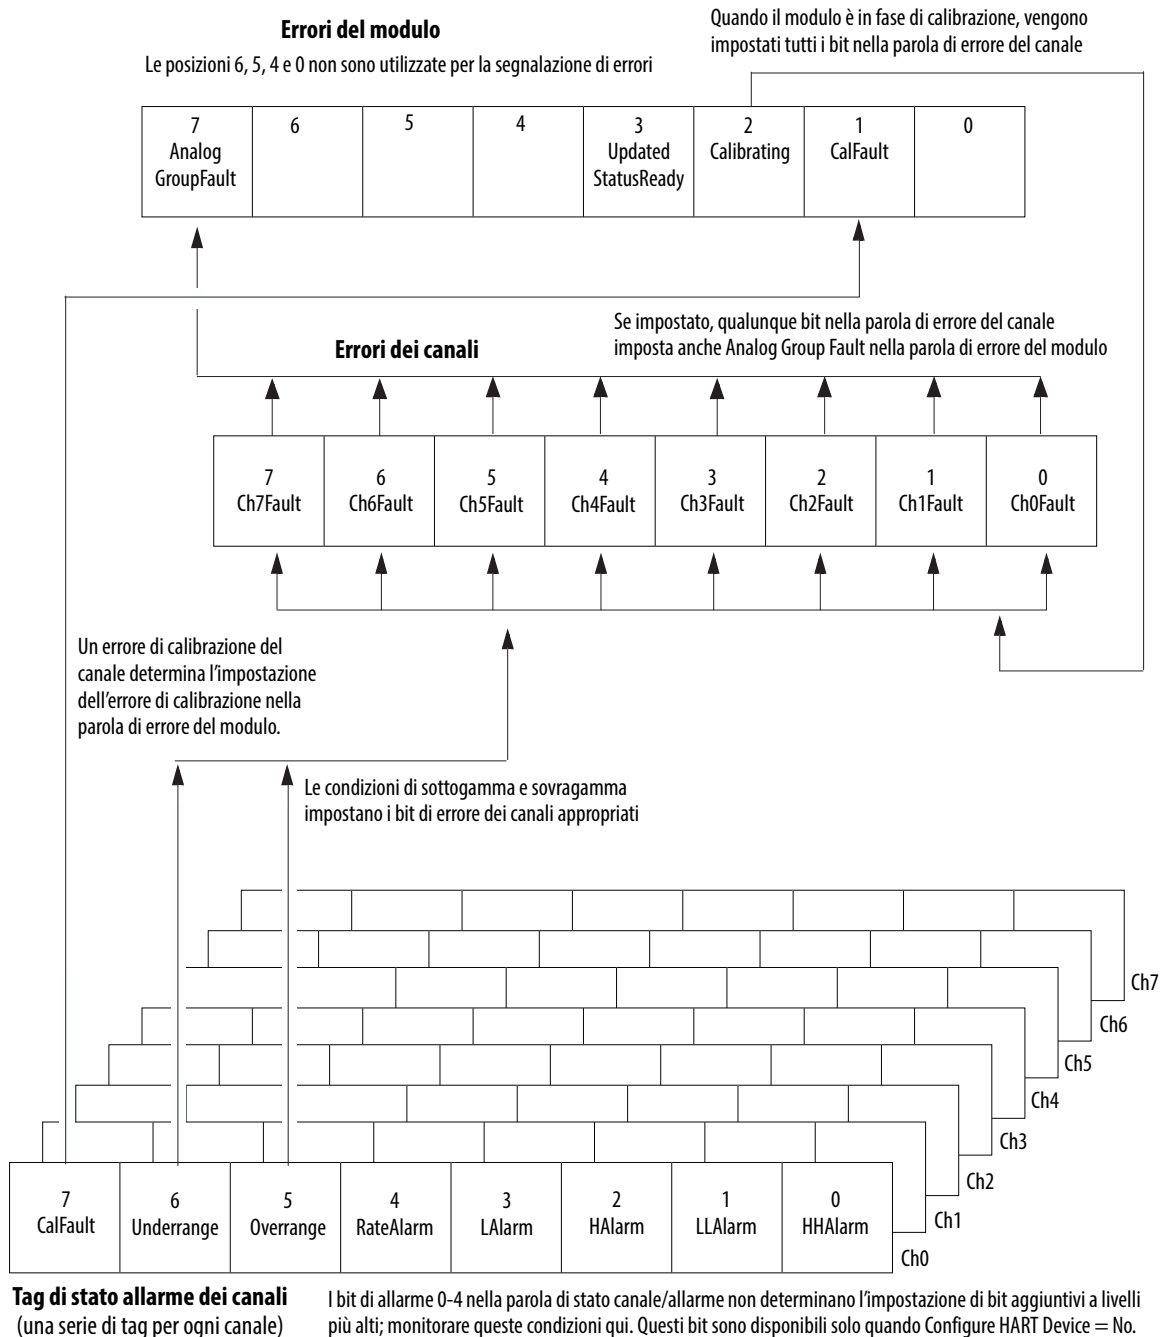 Errori del modulo
Le posizioni 6, 5, 4 e 0 non sono utilizzate per la segnalazione di errori
Quando il modulo è in fase di calibrazione, vengono
impostati tutti i bit nella parola di errore del canale
7
Analog
GroupFault
6
5
4
3
Updated
StatusReady
2
Calibrating
1
CalFault
0
Errori dei canali
Se impostato, qualunque bit nella parola di errore del canale
imposta anche Analog Group Fault nella parola di errore del modulo
7
Ch7Fault
6
Ch6Fault
5
Ch5Fault
4
Ch4Fault
3
Ch3Fault
2
Ch2Fault
1
Ch1Fault
0
Ch0Fault
Un errore di calibrazione del
canale determina l’impostazione
dell’errore di calibrazione nella
parola di errore del modulo.
Le condizioni di sottogamma e sovragamma
impostano i bit di errore dei canali appropriati
Ch7
Ch6
Ch5
Ch4
Ch3
Ch2
Ch1
Ch0
7
CalFault
6
Underrange
5
Overrange
4
RateAlarm
3
LAlarm
2
HAlarm
1
LLAlarm
0
HHAlarm
Tag di stato allarme dei canali
(una serie di tag per ogni canale)
I bit di allarme 0-4 nella parola di stato canale/allarme non determinano l’impostazione di bit aggiuntivi a livelli
più alti; monitorare queste condizioni qui. Questi bit sono disponibili solo quando Configure HART Device = No.